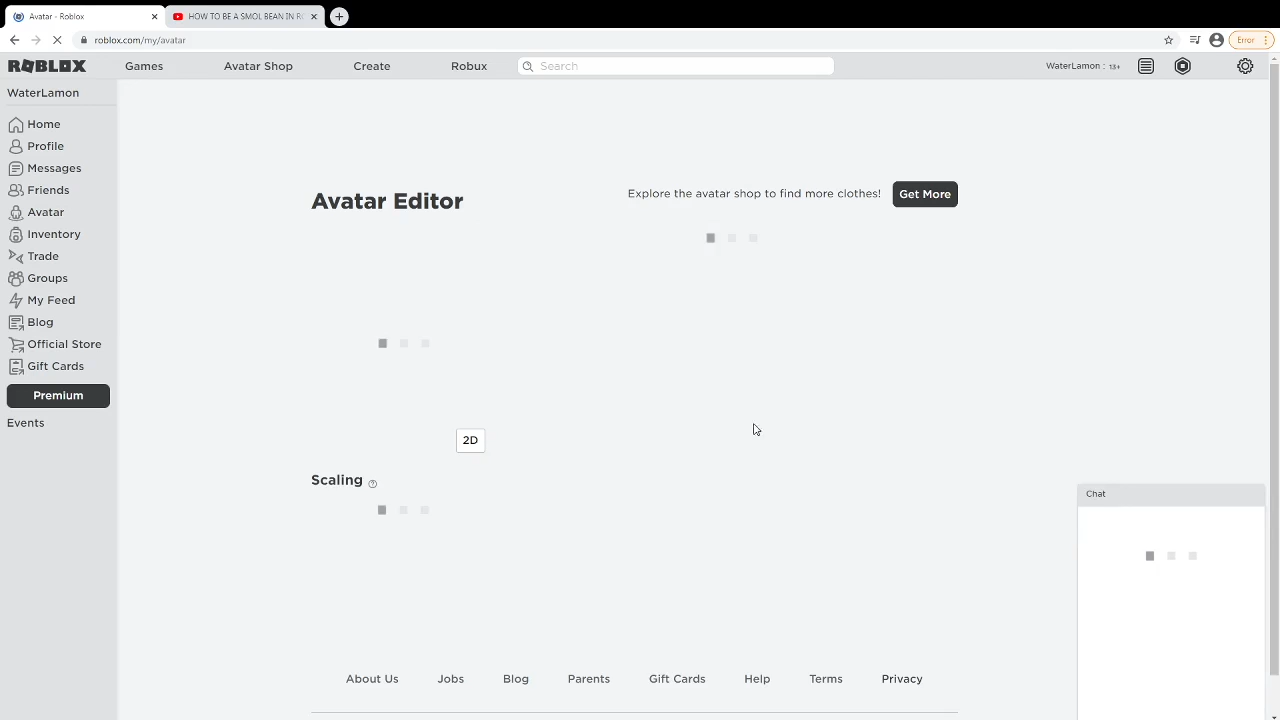 Avatar - Roblox
HOW TO BE A SMOL BEAN IN RO
roblox.com/my/avatar
Error
ROBLOX
Games
Avatar Shop
Create
Robux
Search
WaterLamon : 13+
WaterLamon
Home
Profile
Messages
Friends
Avatar
Inventory
Trade
Groups
My Feed
Blog
Official Store
Gift Cards
Premium
Events
Avatar Editor
Explore the avatar shop to find more clothes!
Get More
2D
Scaling
Chat
About Us
Jobs
Blog
Parents
Gift Cards
Help
Terms
Privacy